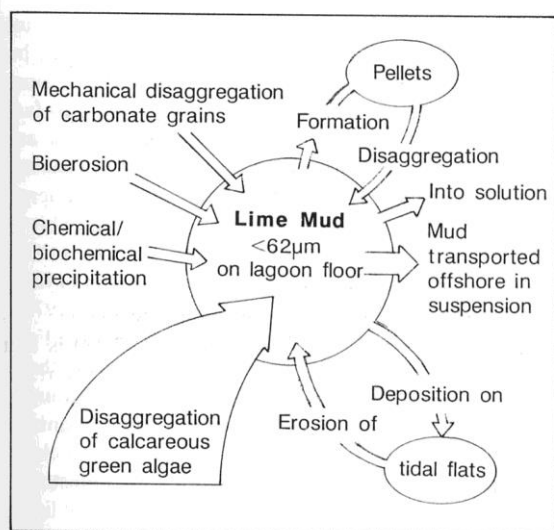 Pellets
Mechanical disaggregation
of carbonate grains
Formation
Disaggregation
Bioerosion
Into solution
Lime Mud
<62µm
on lagoon floor
Chemical/
biochemical
precipitation
Mud
transported
offshore in
suspension
Disaggregation
of calcareous
green algae
Erosion of
Deposition on
tidal flats